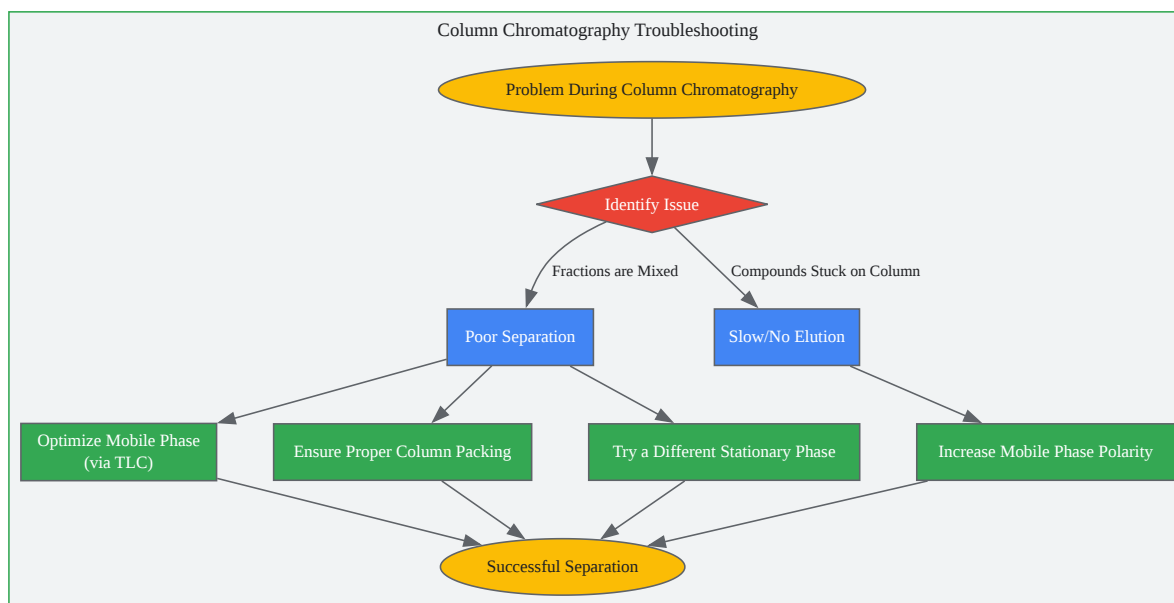 Column Chromatography Troubleshooting
Problem During Column Chromatography
Identify Issue
Fractions are Mixed
Compounds Stuck on Column
Poor Separation
Slow/No Elution
Optimize Mobile Phase
(via TLC)
Ensure Proper Column Packing
Try a Different Stationary Phase
Increase Mobile Phase Polarity
Successful Separation